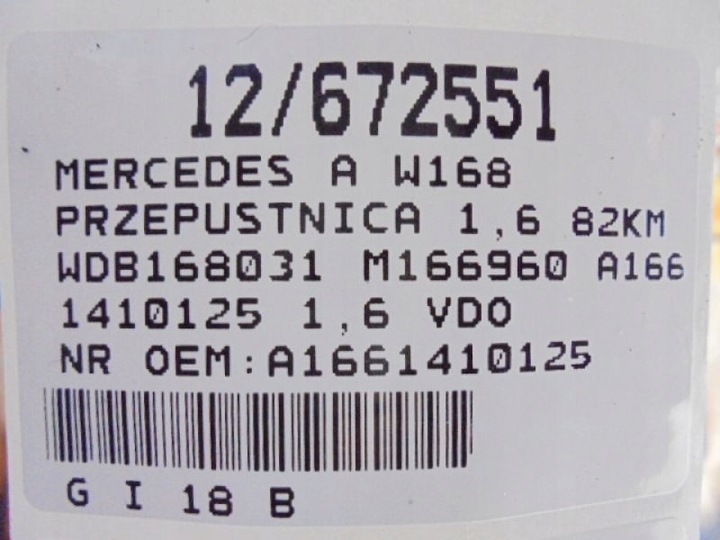 12/672551
MERCEDES A W168
PRZEPUSTNICA 1,6 82KM
WDB168031 M166960 A166
1410125 1,6 VDO
NR OEM:A1661410125
G I 18 B